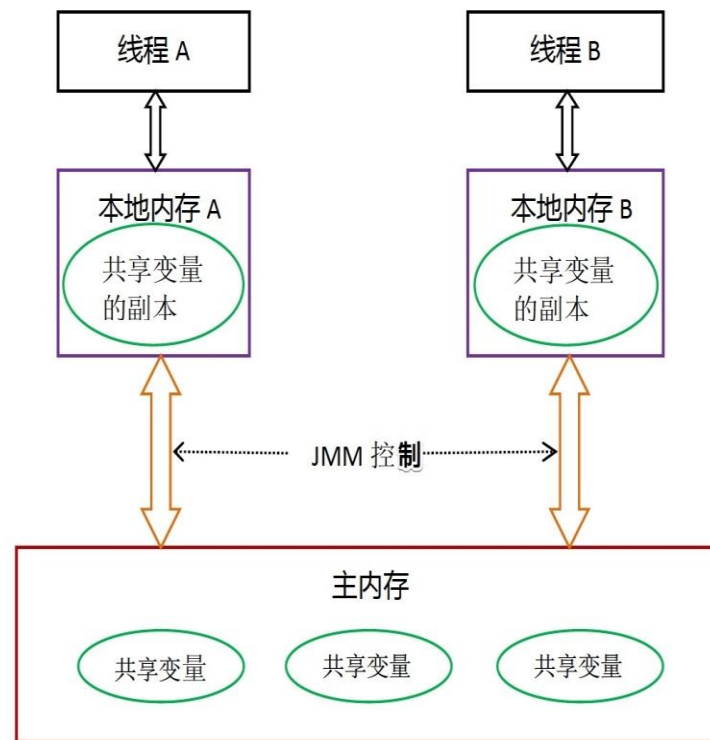 线程 A
线程 B
本地内存 A
本地内存 B
共享变量
的副本
共享变量
的副本
JMM 控制
主内存
共享变量
共享变量
共享变量